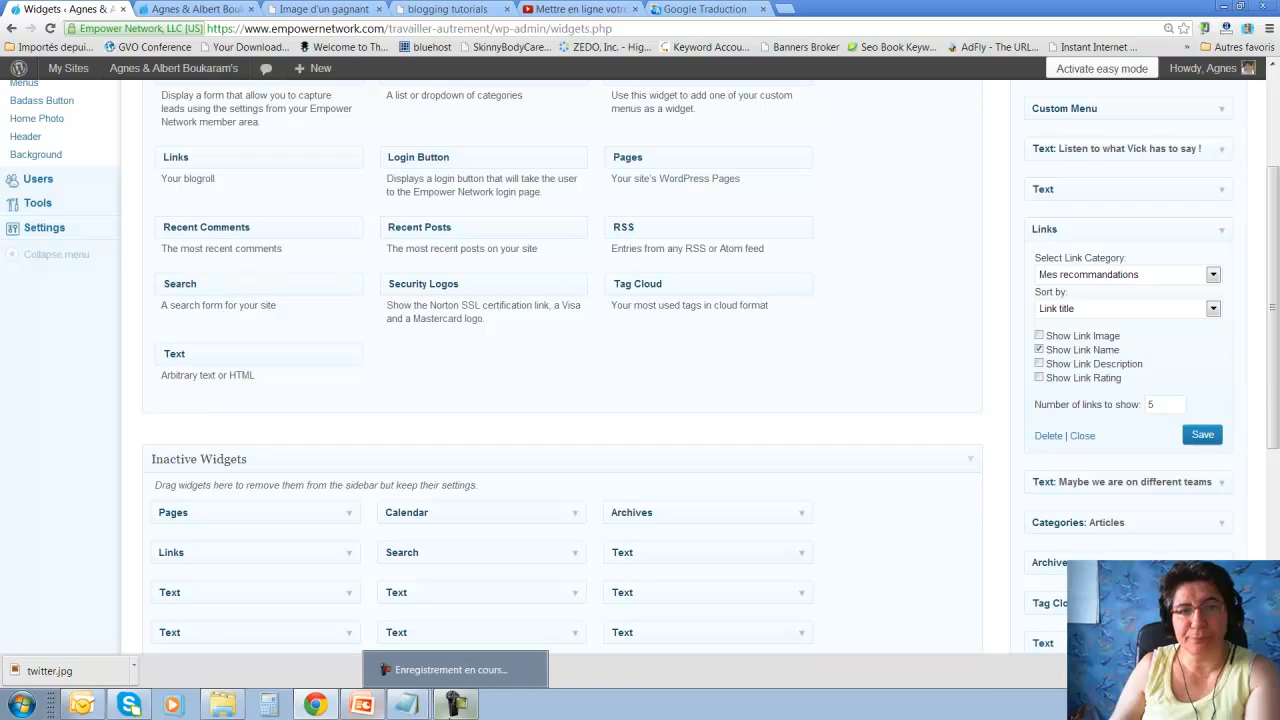 Widgets ‹ Agnes & A
Agnes & Albert Bouk
Image d'un gagnant
blogging tutorials
Mettre en ligne votr
Google Traduction
Empower Network, LLC [US]
https://www.empowernetwork.com/travailler-autrement/wp-admin/widgets.php
Importés depui...
GVO Conference
Your Download...
Welcome to Th...
bluehost
SkinnyBodyCare...
ZEDO, Inc. - Hig...
Keyword Accou...
Banners Broker
Seo Book Keyw...
AdFly - The URL...
Instant Internet ...
»
Autres favoris
My Sites
Agnes & Albert Boukaram's
New
Activate easy mode
Howdy, Agnes
Menus
Badass Button
Home Photo
Header
Background
Users
Tools
Settings
Collapse menu
Display a form that allow you to capture
leads using the settings from your Empower
Network member area.
A list or dropdown of categories
Use this widget to add one of your custom
menus as a widget.
Links
Your blogroll
Login Button
Displays a login button that will take the user
to the Empower Network login page.
Pages
Your site's WordPress Pages
Recent Comments
The most recent comments
Recent Posts
The most recent posts on your site
RSS
Entries from any RSS or Atom feed
Search
A search form for your site
Security Logos
Show the Norton SSL certification link, a Visa
and a Mastercard logo.
Tag Cloud
Your most used tags in cloud format
Text
Arbitrary text or HTML
Inactive Widgets
Drag widgets here to remove them from the sidebar but keep their settings.
Pages
Calendar
Archives
Links
Search
Text
Text
Text
Text
Text
Text
Text
Custom Menu
Text: Listen to what Vick has to say !
Text
Links
Select Link Category:
Mes recommandations
Sort by:
Link title
Show Link Image
Show Link Name
Show Link Description
Show Link Rating
Number of links to show: 5
Delete | Close
Save
Text: Maybe we are on different teams
Categories: Articles
Archive
Tag Clo
Text
twitter.jpg
Enregistrement en cours...